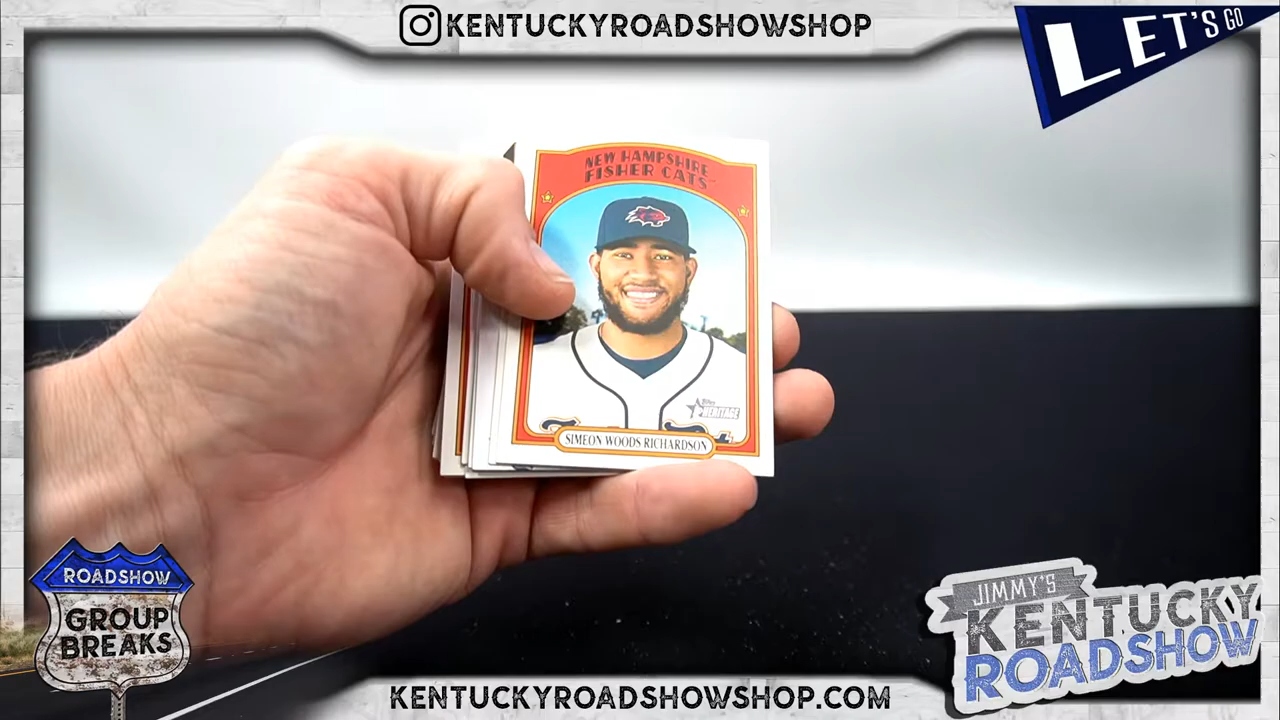 KENTUCKYROADSHOWSHOP
LET'S GO
NEW HAMPSHIRE
FISHER CATS
Topps
HERITAGE
SIMEON WOODS RICHARDSON
ROADSHOW
GROUP
BREAKS
JIMMY'S
KENTUCKY
ROADSHOW
KENTUCKYROADSHOWSHOP.COM